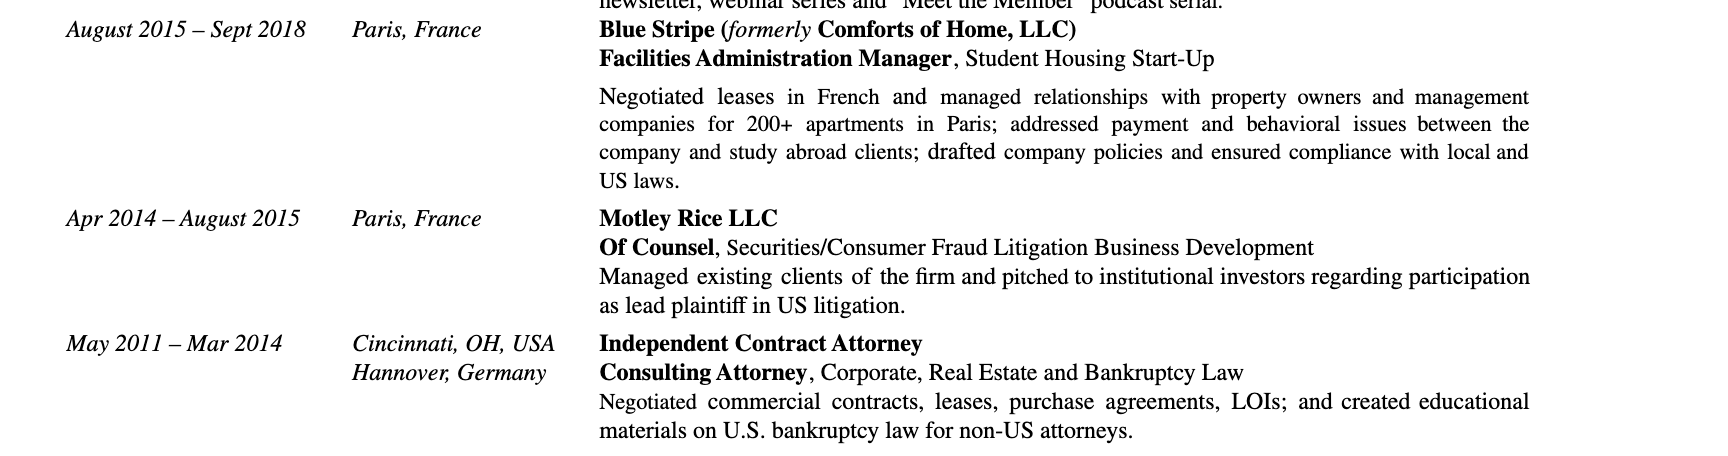 newsletter, webinar series and "Meet the Member" podcast serial.
August 2015 – Sept 2018 Paris, France Blue Stripe (formerly Comforts of Home, LLC)
Facilities Administration Manager, Student Housing Start-Up
Negotiated leases in French and managed relationships with property owners and management
companies for 200+ apartments in Paris; addressed payment and behavioral issues between the
company and study abroad clients; drafted company policies and ensured compliance with local and
US laws.
Apr 2014 – August 2015 Paris, France Motley Rice LLC
Of Counsel, Securities/Consumer Fraud Litigation Business Development
Managed existing clients of the firm and pitched to institutional investors regarding participation
as lead plaintiff in US litigation.
May 2011 – Mar 2014 Cincinnati, OH, USA Independent Contract Attorney
Hannover, Germany Consulting Attorney, Corporate, Real Estate and Bankruptcy Law
Negotiated commercial contracts, leases, purchase agreements, LOIs; and created educational
materials on U.S. bankruptcy law for non-US attorneys.